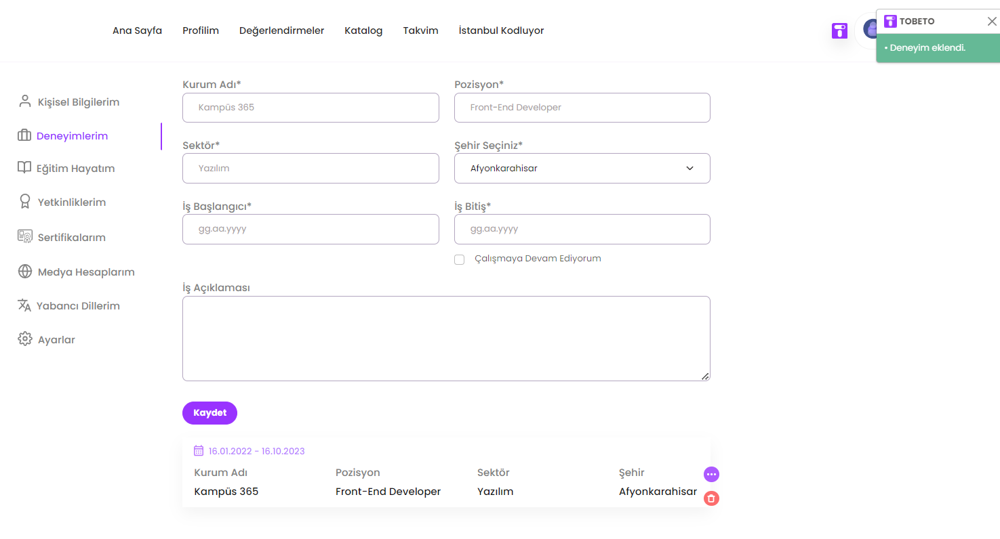 Ana Sayfa Profilim Değerlendirmeler Katalog Takvim İstanbul Kodluyor
TOBETO
• Deneyim eklendi.
Kişisel Bilgilerim
Deneyimlerim
Eğitim Hayatım
Yetkinliklerim
Sertifikalarım
Medya Hesaplarım
Yabancı Dillerim
Ayarlar
Kurum Adı* Pozisyon*
Kampüs 365 Front-End Developer
Sektör* Şehir Seçiniz*
Yazılım Afyonkarahisar
İş Başlangıcı* İş Bitiş*
gg.aa.yyyy gg.aa.yyyy
Çalışmaya Devam Ediyorum
İş Açıklaması
Kaydet
16.01.2022 - 16.10.2023
Kurum Adı Pozisyon Sektör Şehir
Kampüs 365 Front-End Developer Yazılım Afyonkarahisar